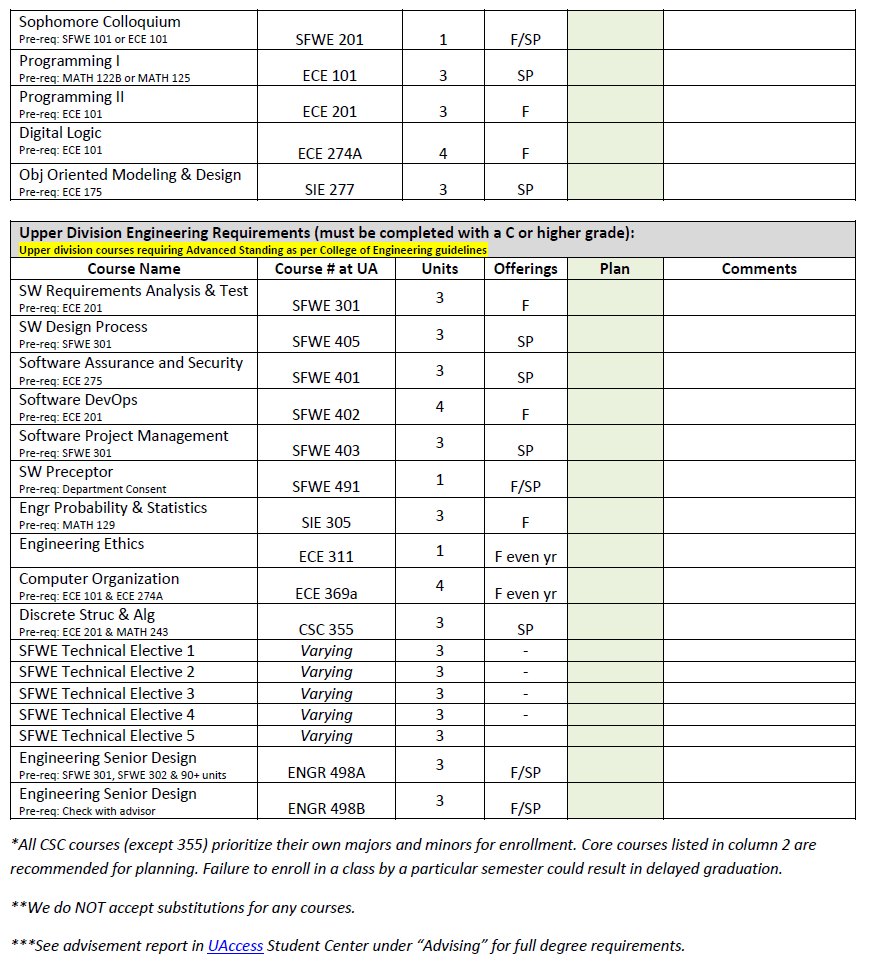 Sophomore Colloquium
Pre-req: SFWE 101 or ECE 101 SFWE 201 1 F/SP
Programming I
Pre-req: MATH 122B or MATH 125 ECE 101 3 SP
Programming II
Pre-req: ECE 101 ECE 201 3 F
Digital Logic
Pre-req: ECE 101 ECE 274A 4 F
Obj Oriented Modeling & Design
Pre-req: ECE 175 SIE 277 3 SP
Upper Division Engineering Requirements (must be completed with a C or higher grade):
Upper division courses requiring Advanced Standing as per College of Engineering guidelines
Course Name Course # at UA Units Offerings Plan Comments
SW Requirements Analysis & Test
Pre-req: ECE 201 SFWE 301 3 F
SW Design Process
Pre-req: SFWE 301 SFWE 405 3 SP
Software Assurance and Security
Pre-req: ECE 275 SFWE 401 3 SP
Software DevOps
Pre-req: ECE 201 SFWE 402 4 F
Software Project Management
Pre-req: SFWE 301 SFWE 403 3 SP
SW Preceptor
Pre-req: Department Consent SFWE 491 1 F/SP
Engr Probability & Statistics
Pre-req: MATH 129 SIE 305 3 F
Engineering Ethics
ECE 311 1 F even yr
Computer Organization
Pre-req: ECE 101 & ECE 274A ECE 369a 4 F even yr
Discrete Struc & Alg
Pre-req: ECE 201 & MATH 243 CSC 355 3 SP
SFWE Technical Elective 1 Varying 3 -
SFWE Technical Elective 2 Varying 3 -
SFWE Technical Elective 3 Varying 3 -
SFWE Technical Elective 4 Varying 3 -
SFWE Technical Elective 5 Varying 3
Engineering Senior Design
Pre-req: SFWE 301, SFWE 302 & 90+ units ENGR 498A 3 F/SP
Engineering Senior Design
Pre-req: Check with advisor ENGR 498B 3 F/SP
*All CSC courses (except 355) prioritize their own majors and minors for enrollment. Core courses listed in column 2 are
recommended for planning. Failure to enroll in a class by a particular semester could result in delayed graduation.
**We do NOT accept substitutions for any courses.
***See advisement report in UAccess Student Center under “Advising” for full degree requirements.